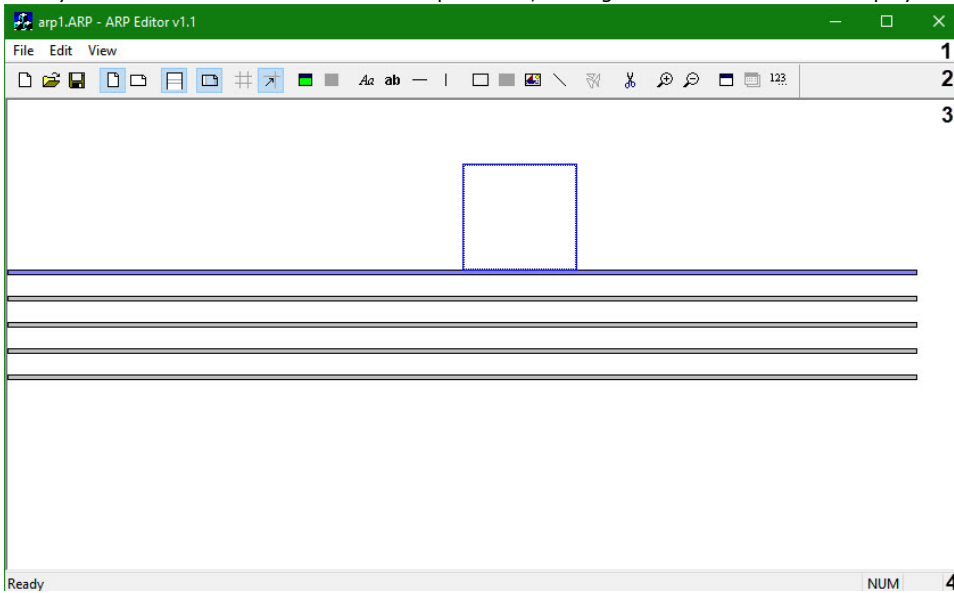 arp1.ARP - ARP Editor v1.1
File Edit View 1
Aa ab 123 2
3
Ready NUM 4